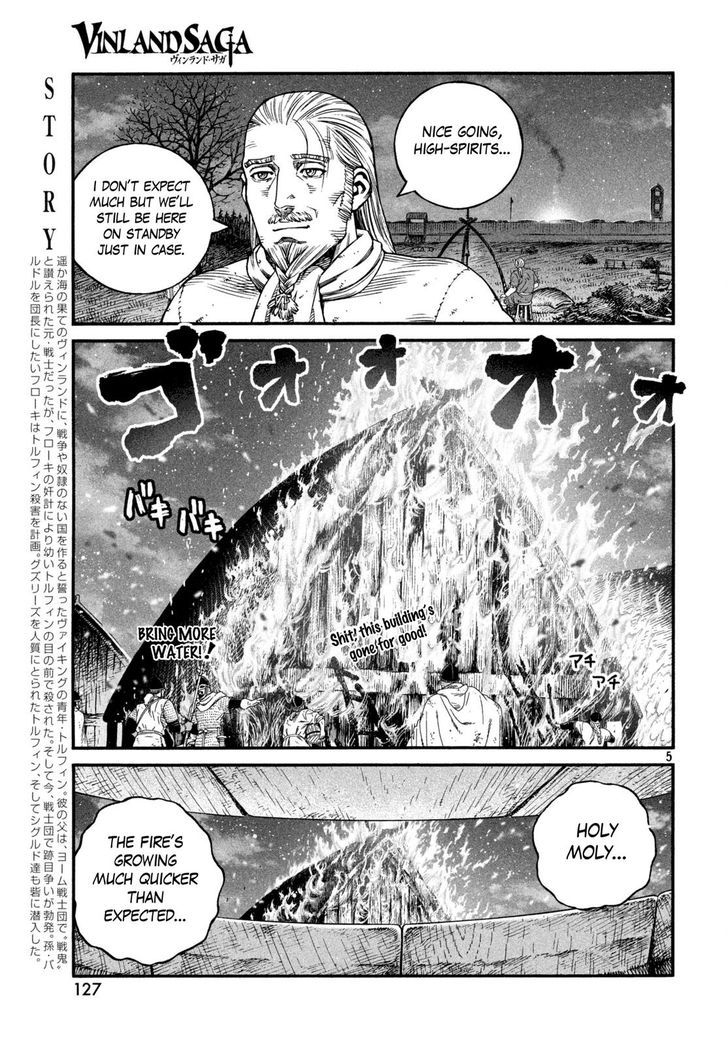 VINLAND SAGA
ヴィンランド・サガ
STORY
遥か海の果てのヴィンランドに、戦争や奴隷のない国を作ると誓ったヴァイキングの青年・トルフィン。彼の父は、ヨーム戦士団で“戦鬼”
と讃えられた元・戦士だったが、フローキの奸計により幼いトルフィンの目の前で殺された。そして今、戦士団で跡目争いが勃発。孫・バ
ルドルを団長にしたいフローキはトルフィン殺害を計画。グズリーズを人質にとられたトルフィン、そしてシグルド達も砦に潜入した。
NICE GOING,
HIGH-SPIRITS...
I DON'T EXPECT
MUCH BUT WE'LL
STILL BE HERE
ON STANDBY
JUST IN CASE.
ゴオオオ
バキ
バキ
BRING MORE
WATER!
Shit! this building's
gone for good!
アチ
アチ
5
HOLY
MOLY...
THE FIRE'S
GROWING
MUCH QUICKER
THAN
EXPECTED...
127